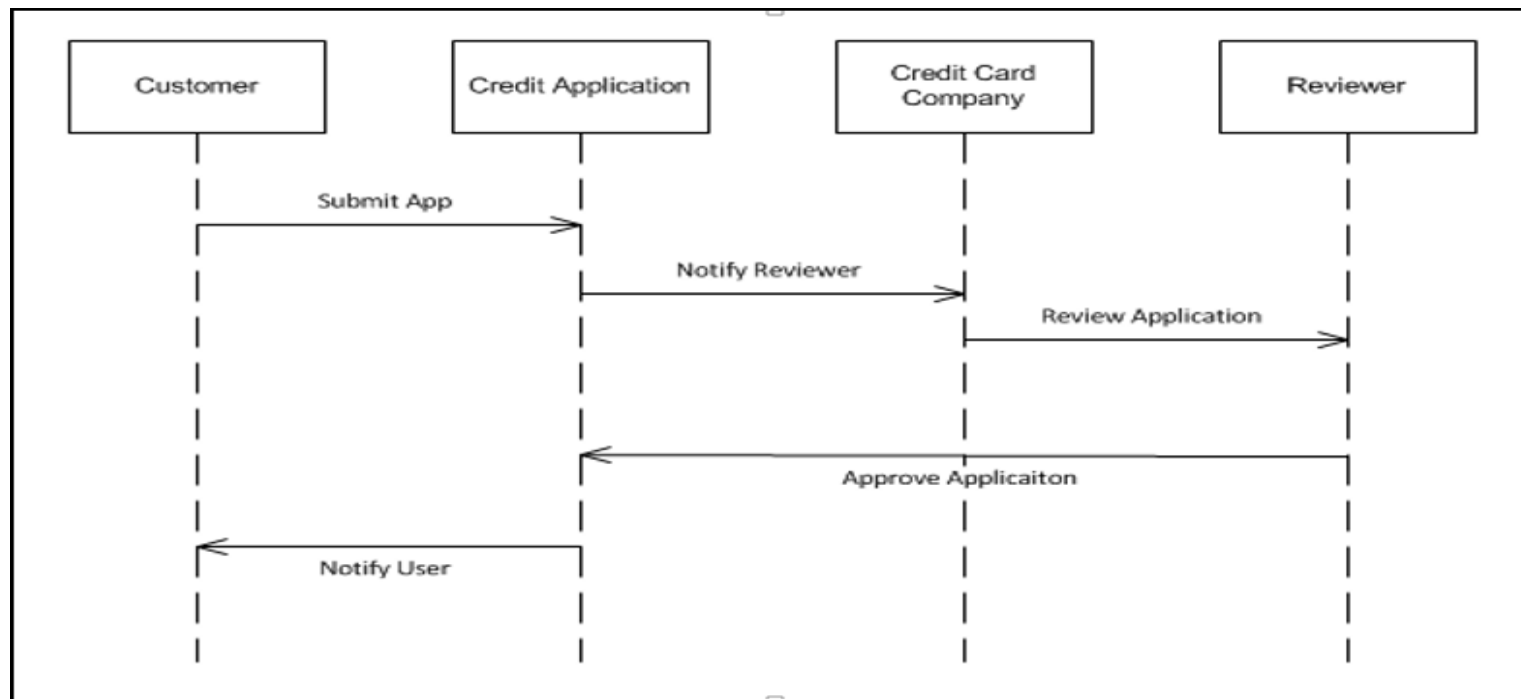 Customer
Credit Application
Credit Card
Company
Reviewer
Submit App
Notify Reviewer
Review Application
Approve Applicaiton
Notify User